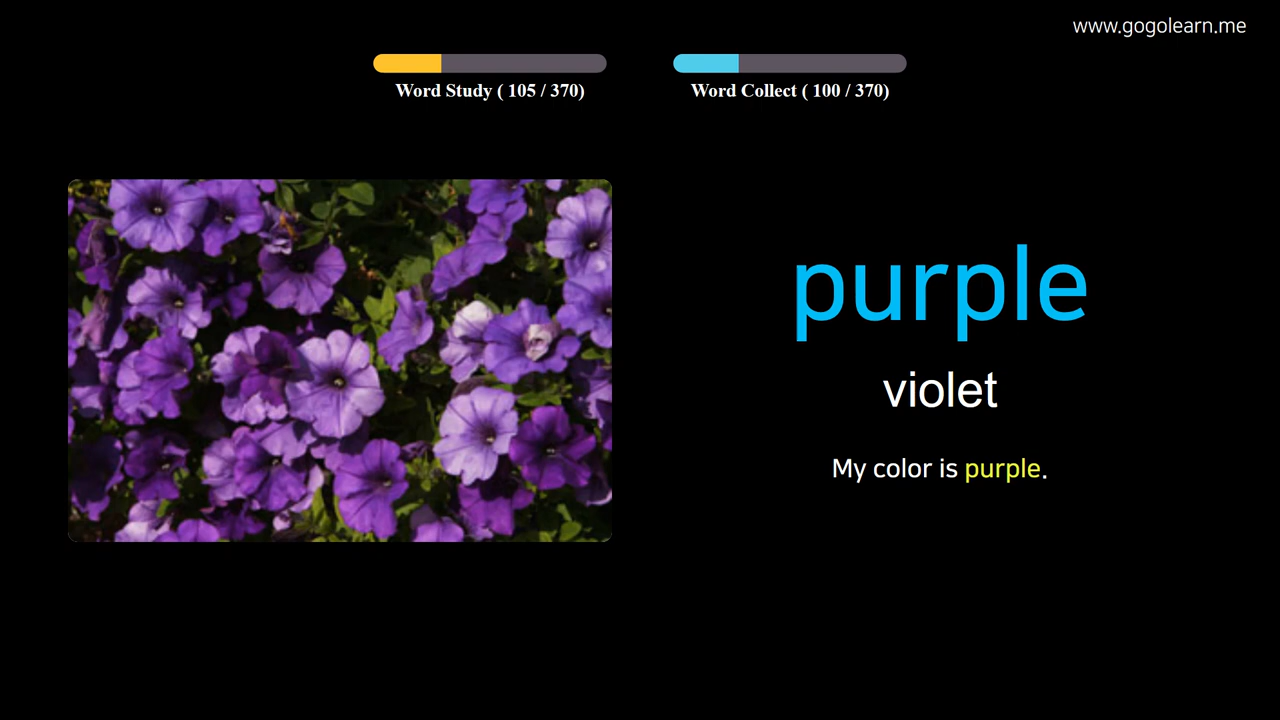 www.gogolearn.me
Word Study ( 105 / 370)
Word Collect ( 100 / 370)
purple
violet
My color is purple.